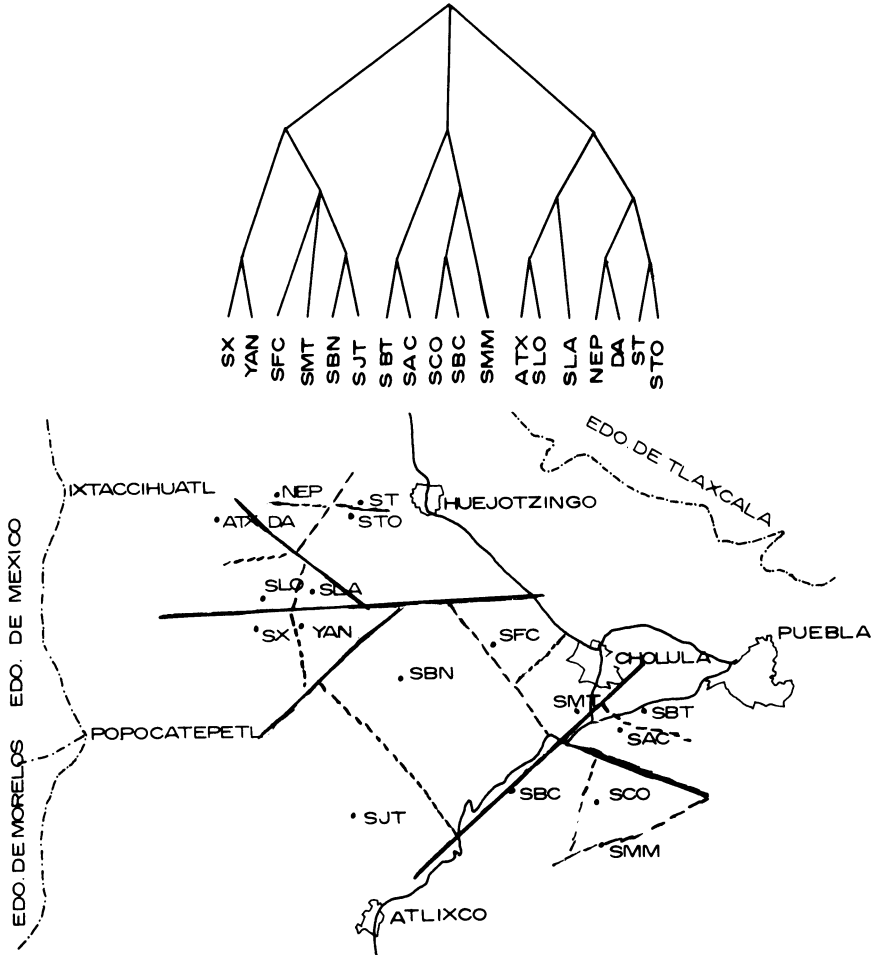 SX
YAN
SFC
SMT
SBN
SJT
SBT
SAC
SCO
SBC
SMM
ATX
SLO
SLA
NEP
DA
ST
STO
EDO. DE TLAXCALA
IXTACCIHUATL
NEP
ST
HUEJOTZINGO
ATX
DA
STO
EDO. DE MEXICO
SLO
SLA
SX
YAN
SFC
PUEBLA
CHOLULA
SBN
SMT
SBT
POPOCATEPETL
SAC
EDO. DE MORELOS
SBC
SCO
SJT
SMM
ATLIXCO